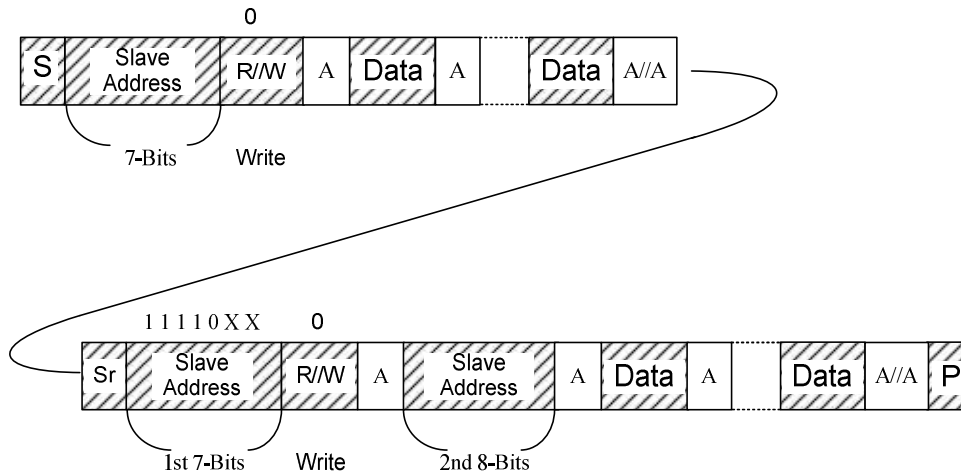 0
S Slave Address R//W A Data A Data A//A
7-Bits Write
1 1 1 1 0 X X 0
Sr Slave Address R//W A Slave Address A Data A Data A//A P
1st 7-Bits Write 2nd 8-Bits